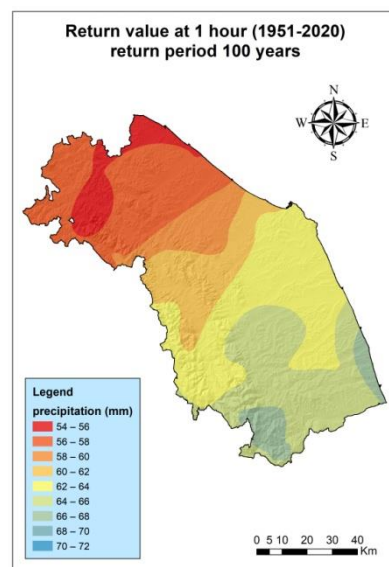 Return value at 1 hour (1951-2020)
return period 100 years
N
W E
S
Legend
precipitation (mm)
54 – 56
56 – 58
58 – 60
60 – 62
62 – 64
64 – 66
66 – 68
68 – 70
70 – 72
0 5 10 20 30 40
Km